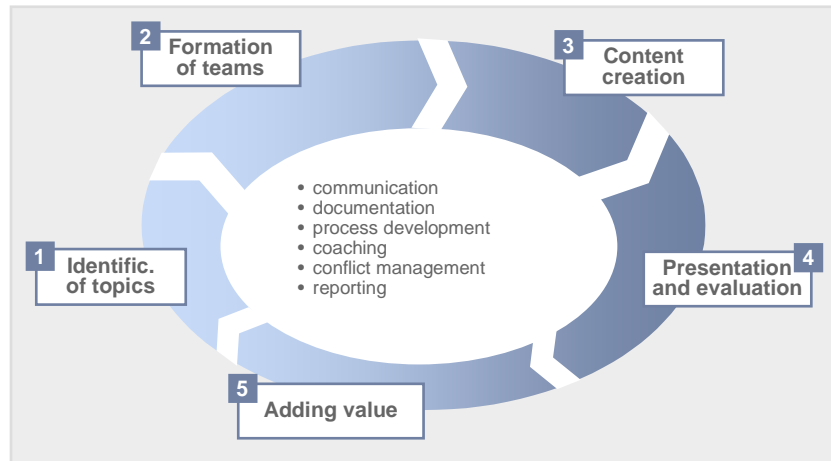 2
Formation
of teams
3
Content
creation
• communication
• documentation
• process development
• coaching
• conflict management
• reporting
1
Identific.
of topics
4
Presentation
and evaluation
5
Adding value